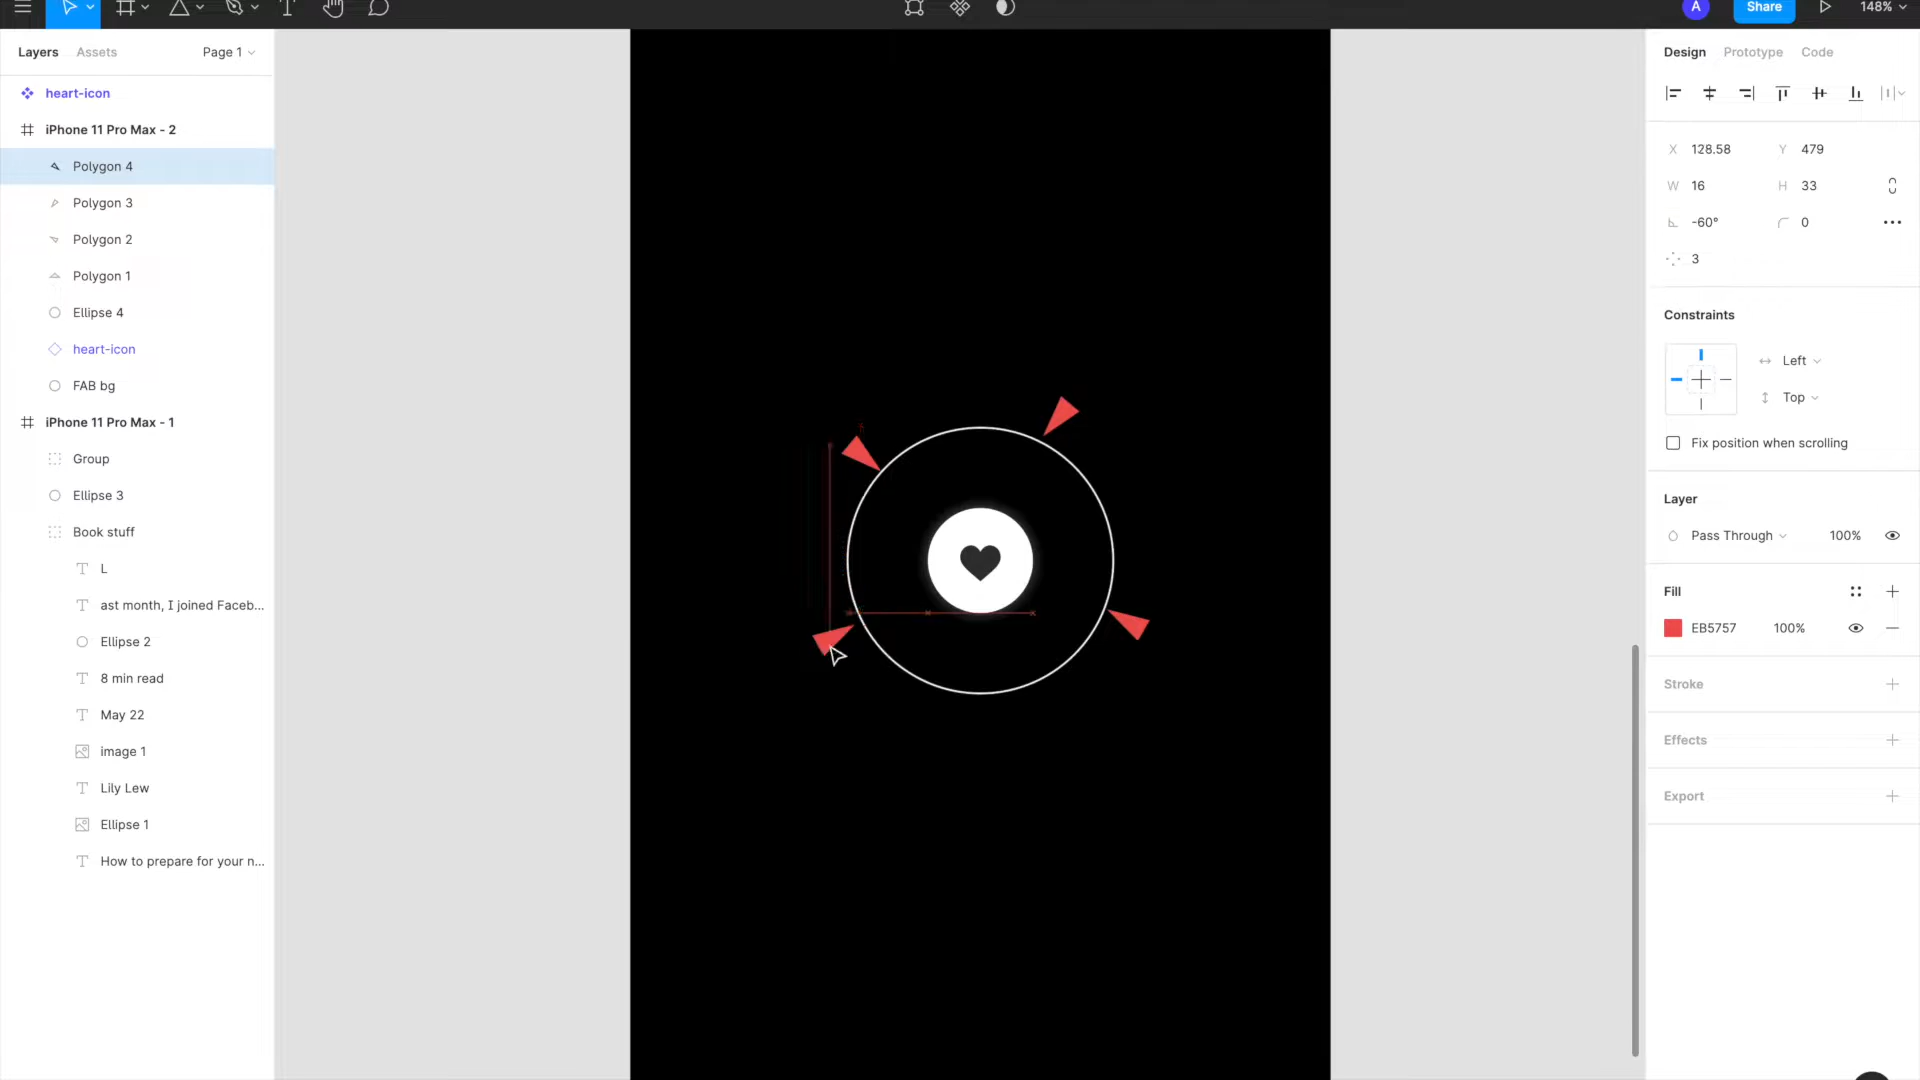 A
Share
148%
Layers
Assets
Page 1
heart-icon
iPhone 11 Pro Max - 2
Polygon 4
Polygon 3
Polygon 2
Polygon 1
Ellipse 4
heart-icon
FAB bg
iPhone 11 Pro Max - 1
Group
Ellipse 3
Book stuff
L
ast month, I joined Faceb...
Ellipse 2
8 min read
May 22
image 1
Lily Lew
Ellipse 1
How to prepare for your n...
Design
Prototype
Code
X 128.58 Y 479
W 16 H 33
-60° 0
3
Constraints
Left
Top
Fix position when scrolling
Layer
Pass Through 100%
Fill
EB5757 100%
Stroke
Effects
Export